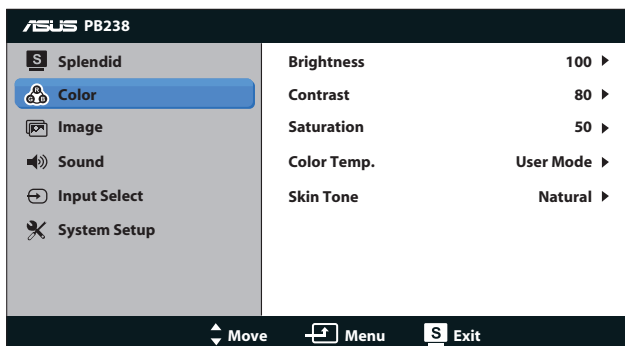 ASUS PB238
S Splendid
Color
Image
Sound
Input Select
System Setup
Brightness 100
Contrast 80
Saturation 50
Color Temp. User Mode
Skin Tone Natural
Move Menu S Exit